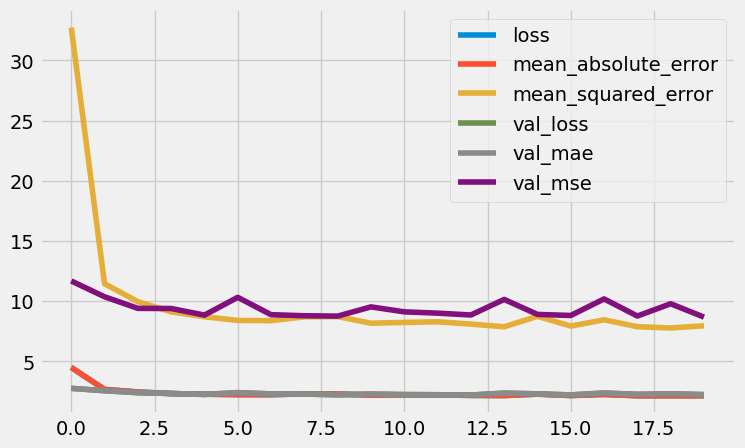 30
25
20
15
10
5
0.0 2.5 5.0 7.5 10.0 12.5 15.0 17.5
loss
mean_absolute_error
mean_squared_error
val_loss
val_mae
val_mse